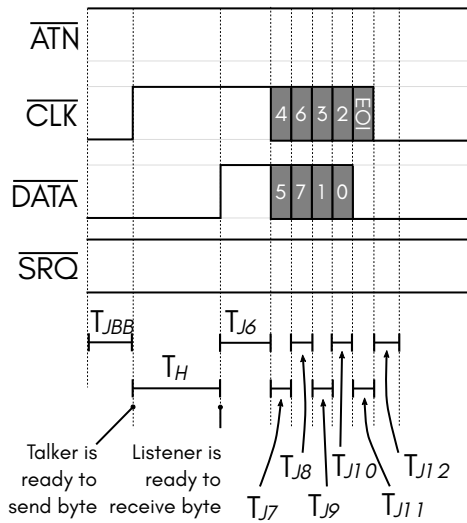 ATN
CLK
4 6 3 2 EOI
DATA
5 7 1 0
SRQ
TJBB
TJ6
TH
Talker is
ready to
send byte
Listener is
ready to
receive byte
TJ7
TJ8
TJ9
TJ10
TJ11
TJ12